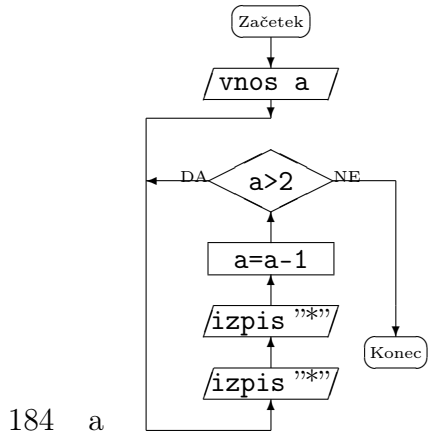 Začetek
vnos a
DA a>2 NE
a=a-1
izpis ”*”
Konec
izpis ”*”
184 a